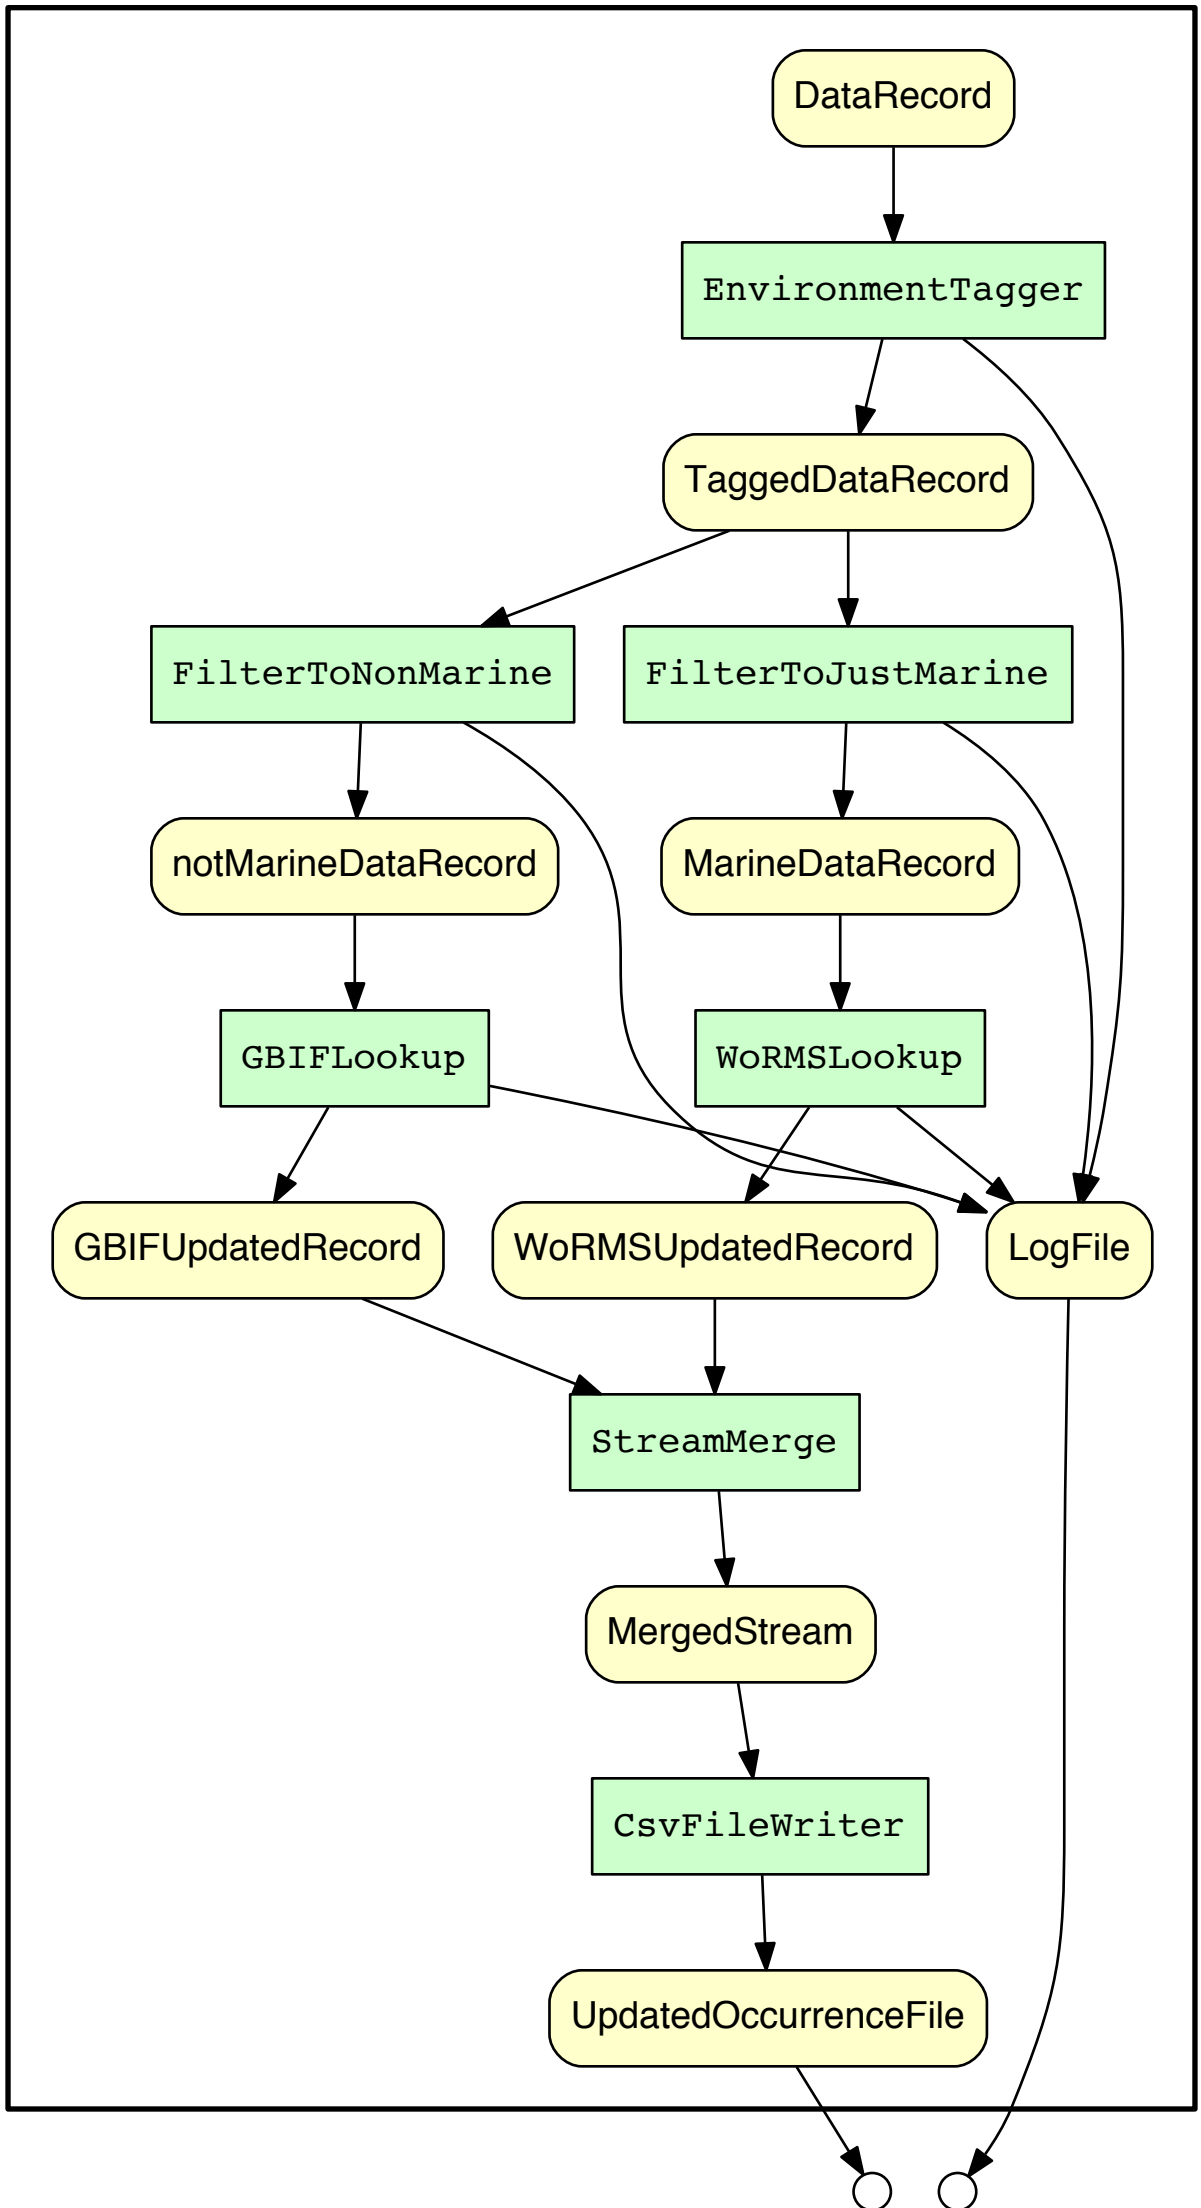 DataRecord
EnvironmentTagger
TaggedDataRecord
FilterToNonMarine
FilterToJustMarine
notMarineDataRecord
MarineDataRecord
GBIFLookup
WoRMSLookup
GBIFUpdatedRecord
WoRMSUpdatedRecord
LogFile
StreamMerge
MergedStream
CsvFileWriter
UpdatedOccurrenceFile